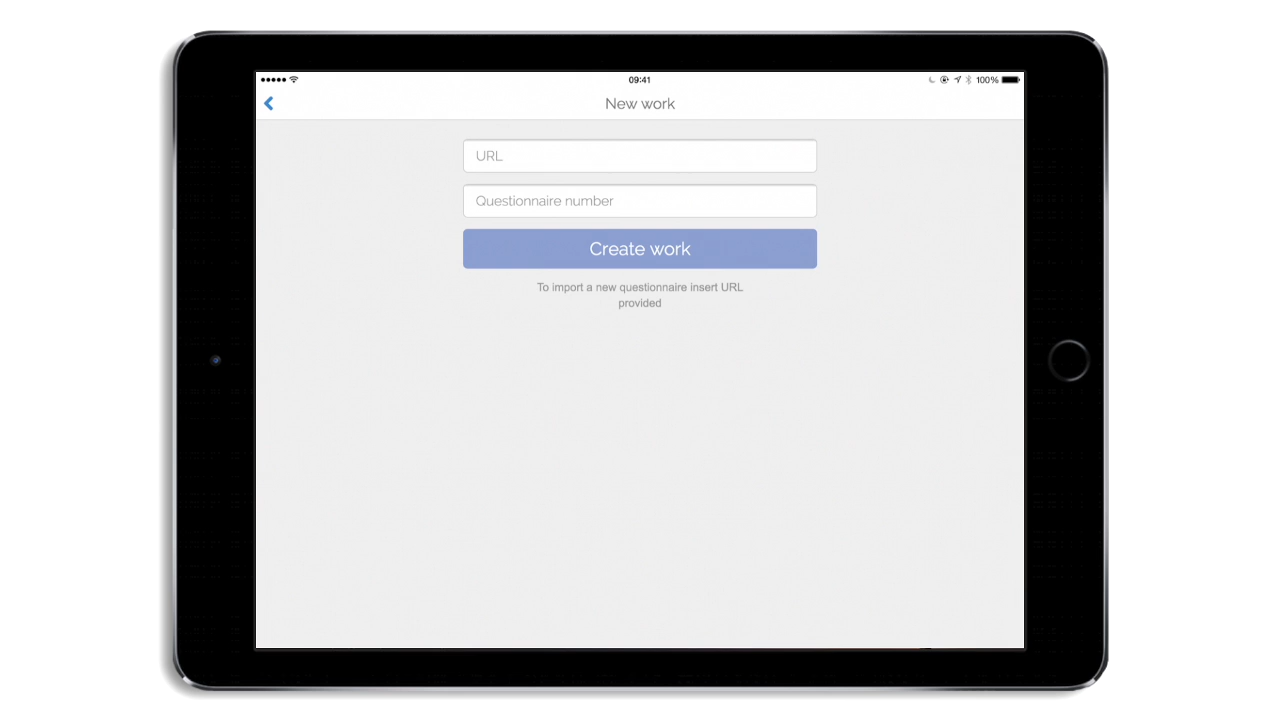 09:41
100%
New work
URL
Questionnaire number
Create work
To import a new questionnaire insert URL
provided